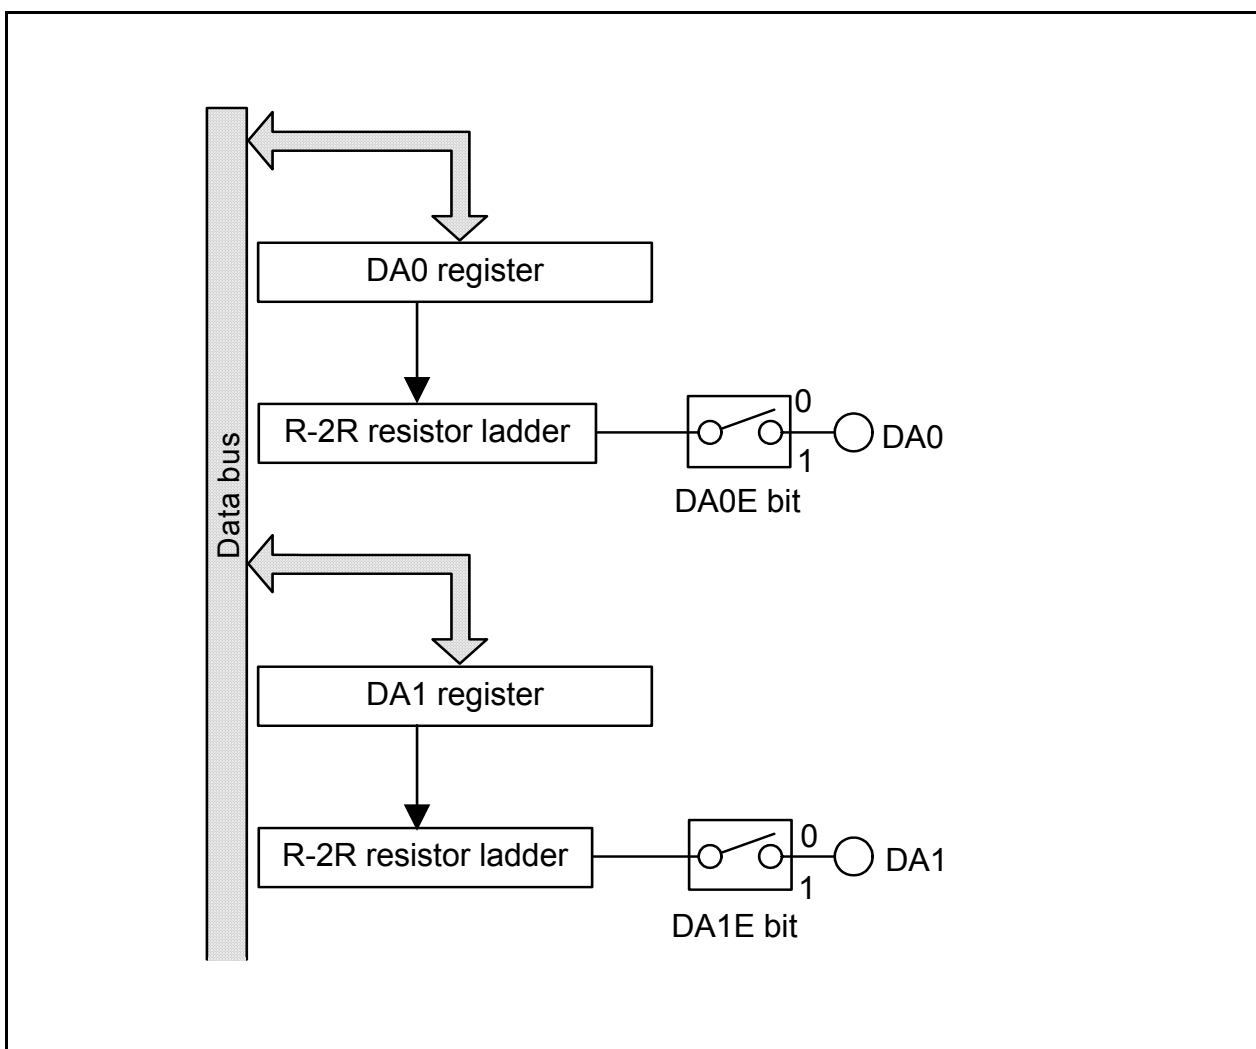 Data bus
DA0 register
R-2R resistor ladder
0
1
DA0
DA0E bit
DA1 register
R-2R resistor ladder
0
1
DA1
DA1E bit